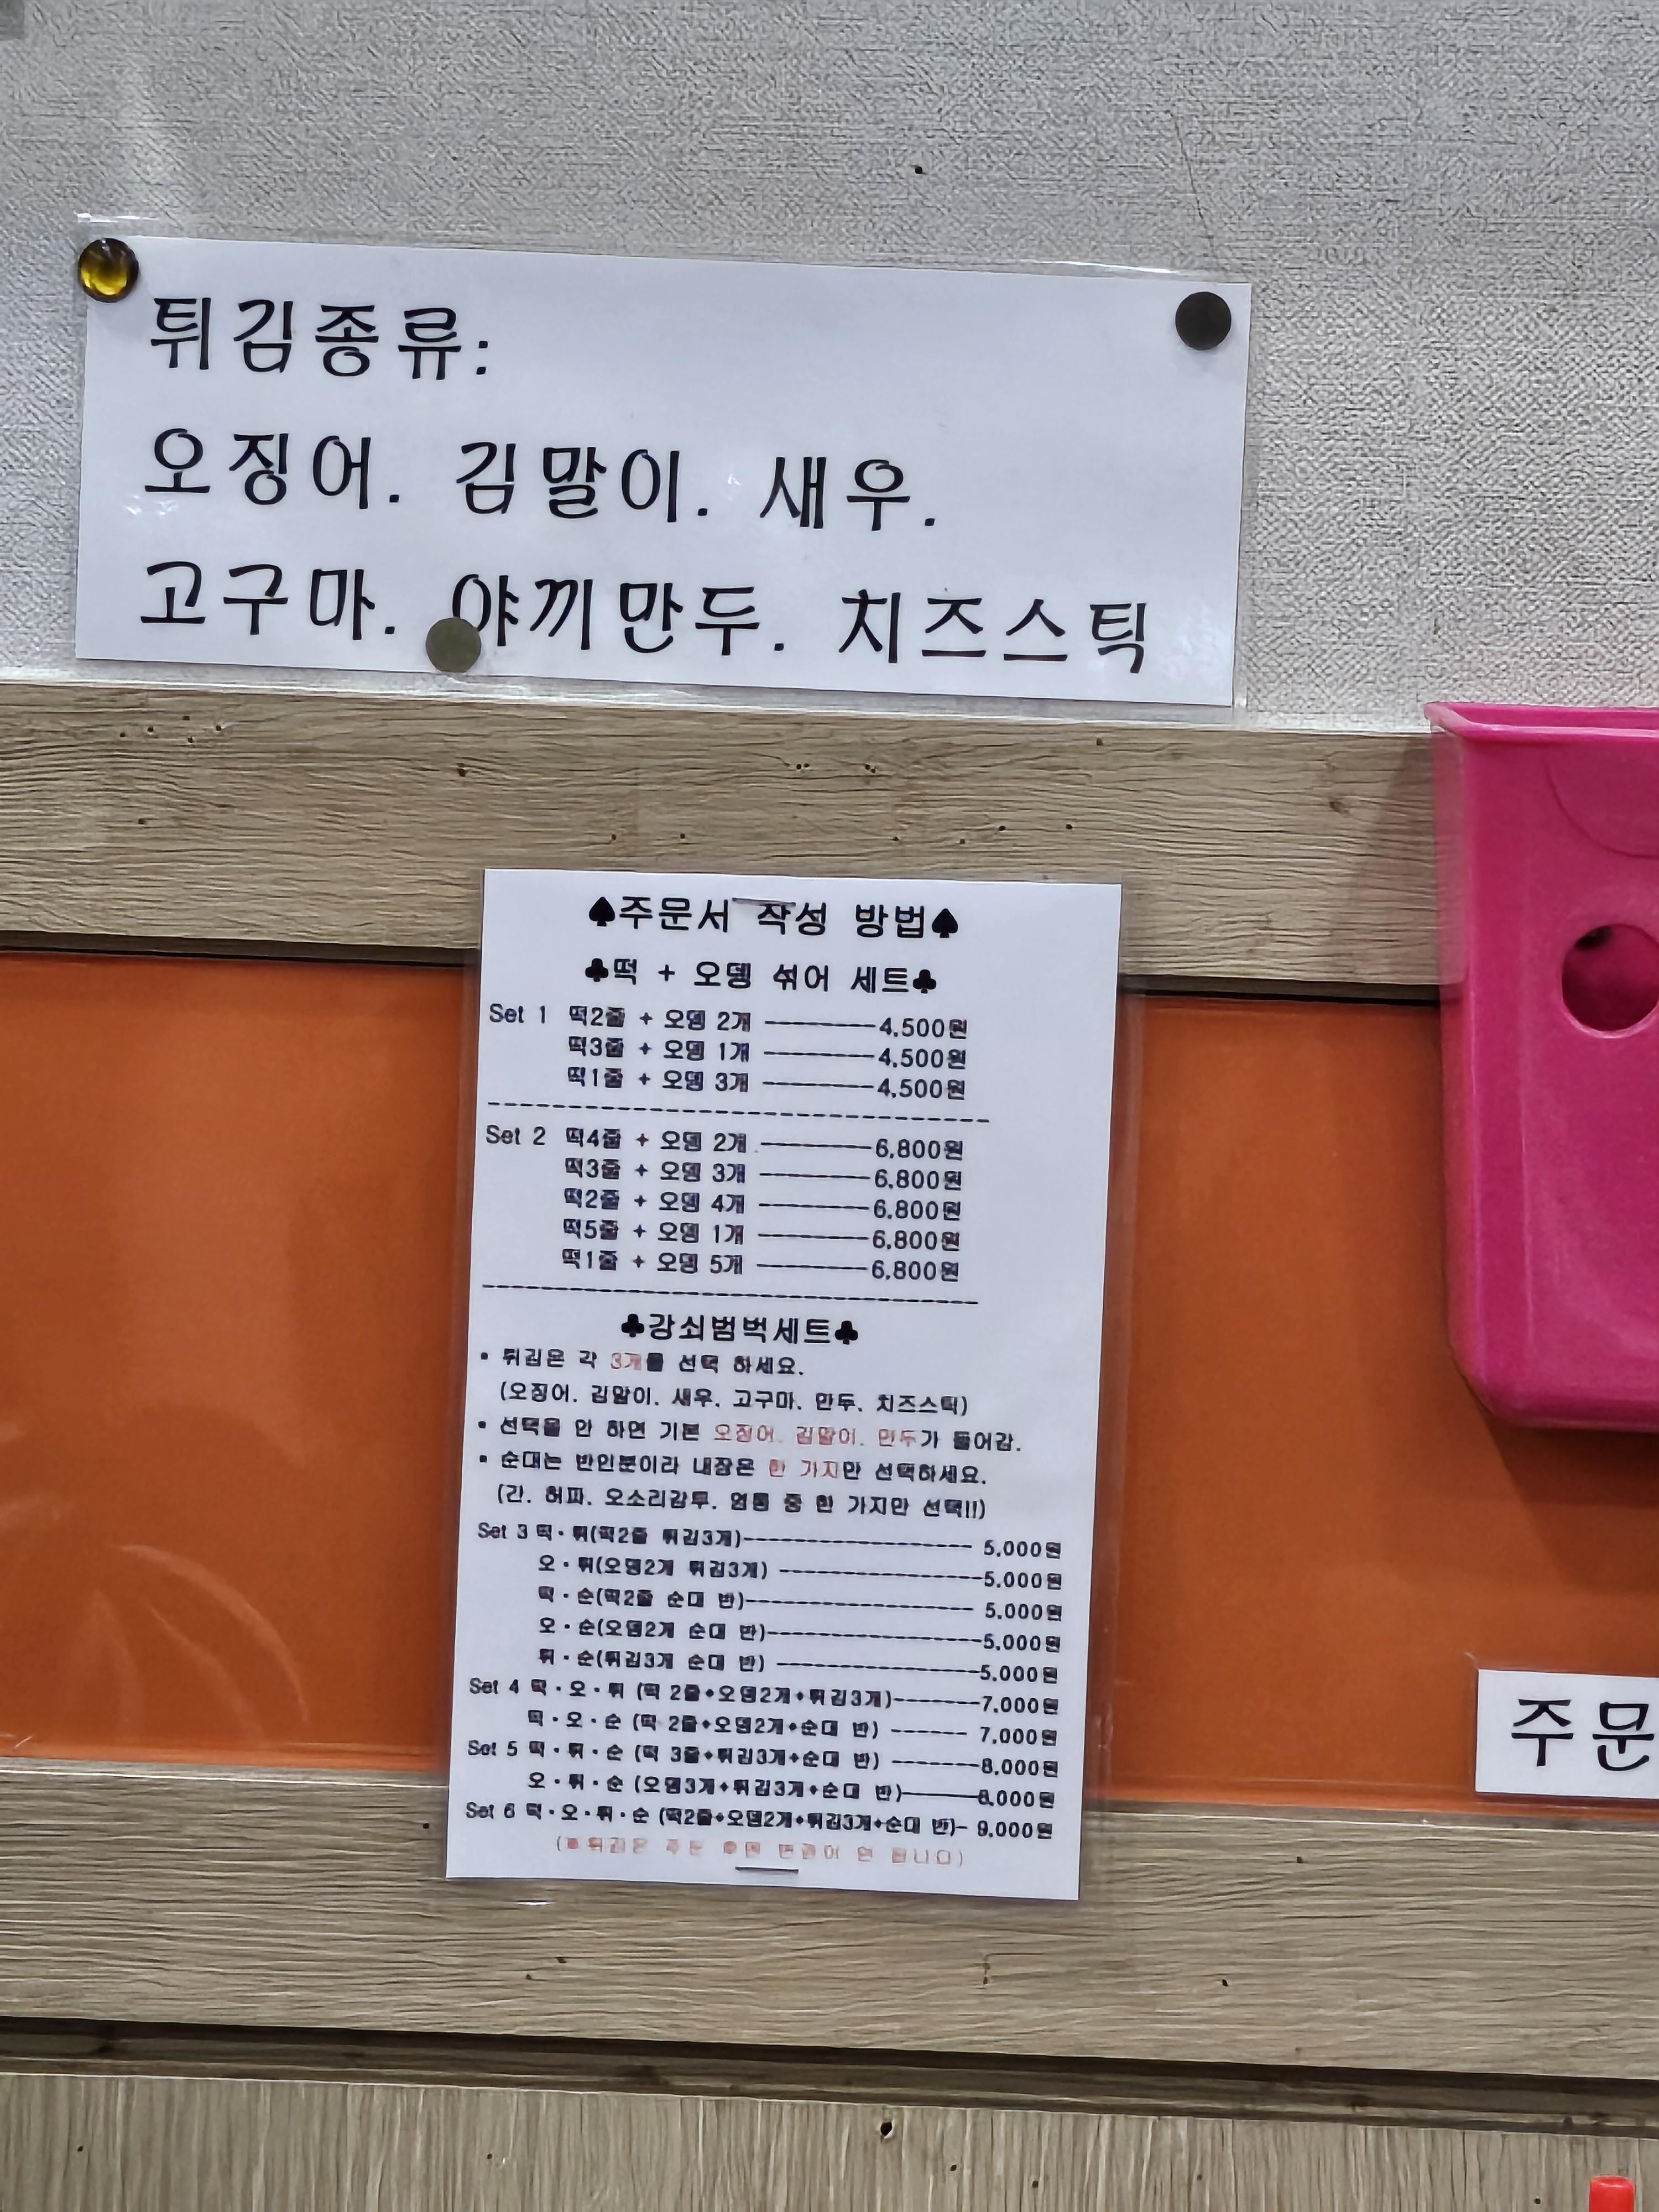 튀김종류:
오징어. 김말이. 새우.
고구마. 야끼만두. 치즈스틱
♠주문서 작성 방법♠
♣떡 + 오뎅 섞어 세트♣
Set 1 떡2줄 + 오뎅 2개 ————4,500원
떡3줄 + 오뎅 1개 ————4,500원
떡1줄 + 오뎅 3개 ————4,500원
Set 2 떡4줄 + 오뎅 2개 ————6,800원
떡3줄 + 오뎅 3개 ————6,800원
떡2줄 + 오뎅 4개 ————6,800원
떡5줄 + 오뎅 1개 ————6,800원
떡1줄 + 오뎅 5개 ————6,800원
♣강쇠범벅세트♣
▪ 튀김은 각 3개를 선택 하세요.
(오징어. 김말이. 새우. 고구마. 만두. 치즈스틱)
▪ 선택을 안 하면 기본 오징어. 김말이. 만두가 들어감.
▪ 순대는 반인분이라 내장은 한 가지만 선택하세요.
(간. 허파. 오소리감투. 염통 중 한 가지만 선택!!)
Set 3 떡·튀(떡2줄 튀김3개)———————— 5,000원
오·튀(오뎅2개 튀김3개) ————————5,000원
떡·순(떡2줄 순대 반)———————— 5,000원
오·순(오뎅2개 순대 반)————————5,000원
튀·순(튀김3개 순대 반) ————————5,000원
Set 4 떡·오·튀 (떡 2줄+오뎅2개+튀김3개)————7,000원
떡·오·순 (떡 2줄+오뎅2개+순대 반) ———— 7,000원
Set 5 떡·튀·순 (떡 3줄+튀김3개+순대 반) ————8,000원
오·튀·순 (오뎅3개+튀김3개+순대 반)————8,000원
Set 6 떡·오·튀·순 (떡2줄+오뎅2개+튀김3개+순대 반)— 9,000원
(※튀김은 주문 후엔 변경이 안 됩니다)
주문